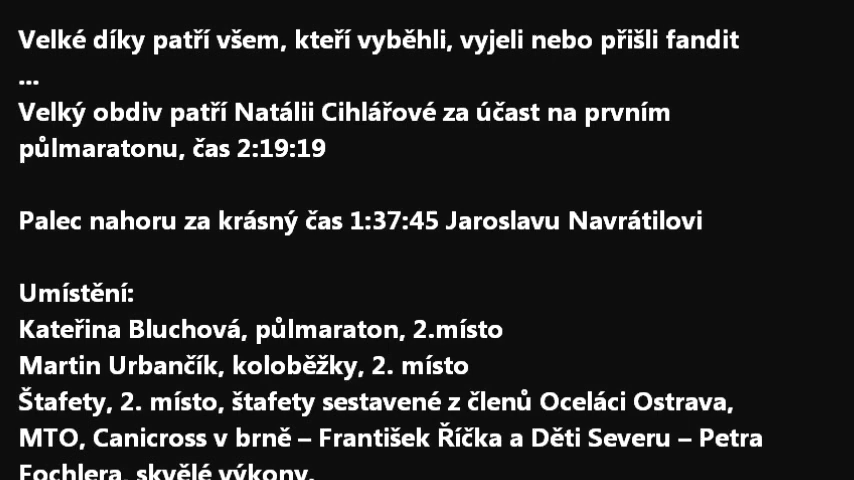 Velké díky patří všem, kteří vyběhli, vyjeli nebo přišli fandit
...
Velký obdiv patří Natálii Cihlářové za účast na prvním
půlmaratonu, čas 2:19:19
Palec nahoru za krásný čas 1:37:45 Jaroslavu Navrátilovi
Umístění:
Kateřina Bluchová, půlmaraton, 2.místo
Martin Urbančík, koloběžky, 2. místo
Štafety, 2. místo, štafety sestavené z členů Oceláci Ostrava,
MTO, Canicross v brně – František Říčka a Děti Severu – Petra
Fochlera, skvělé výkony.